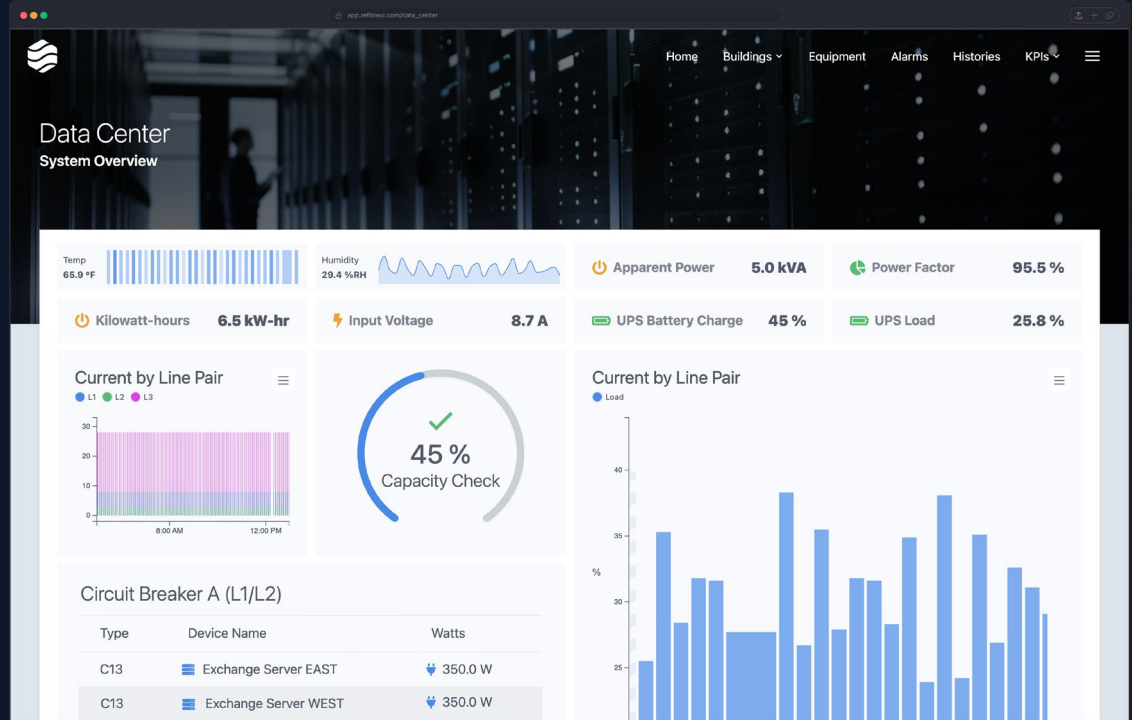 app.reflowui.com/data_center
Home Buildings Equipment Alarms Histories KPIs
Data Center
System Overview
Temp
65.9 °F
Humidity
29.4 %RH
Apparent Power 5.0 kVA
Power Factor 95.5 %
Kilowatt-hours 6.5 kW-hr
Input Voltage 8.7 A
UPS Battery Charge 45 %
UPS Load 25.8 %
Current by Line Pair
L1 L2 L3
30
20
10
0
8:00 AM 12:00 PM
45 %
Capacity Check
Current by Line Pair
Load
40
35
%
30
25
Circuit Breaker A (L1/L2)
Type Device Name Watts
C13 Exchange Server EAST 350.0 W
C13 Exchange Server WEST 350.0 W